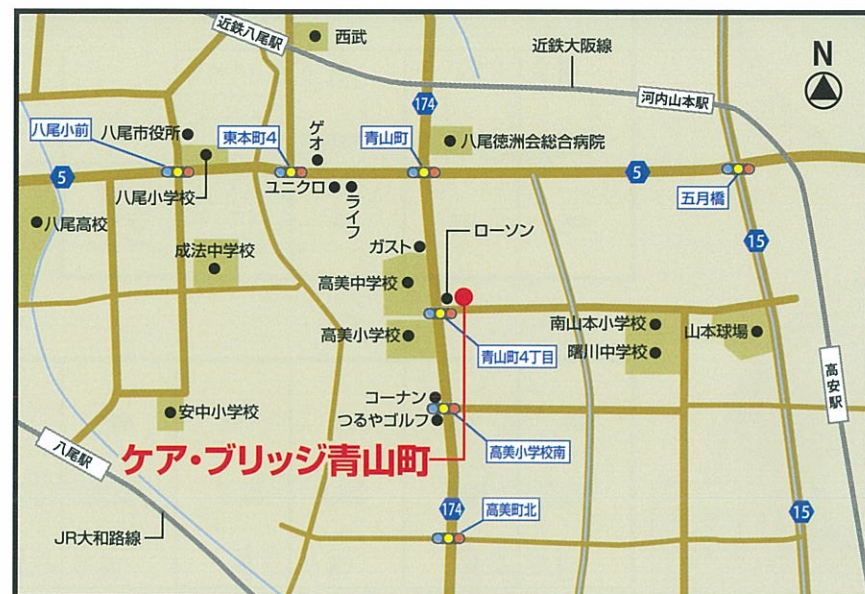 西武
近鉄八尾駅
近鉄大阪線
N
河内山本駅
174
八尾小前
八尾市役所
東本町4
ゲオ
青山町
八尾徳洲会総合病院
5
5
八尾小学校
ユニクロ
ライフ
五月橋
八尾高校
成法中学校
ガスト
ローソン
15
高美中学校
高美小学校
青山町4丁目
南山本小学校
曙川中学校
山本球場
高安駅
安中小学校
コーナン
つるやゴルフ
八尾駅
ケア・ブリッジ青山町
高美小学校南
174
高美町北
15
JR大和路線